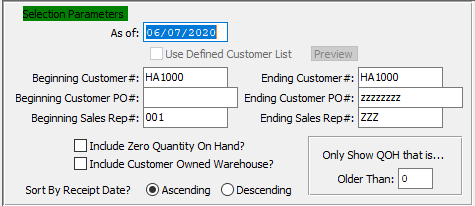 Selection Parameters
As of: 06/07/2020
Use Defined Customer List Preview
Beginning Customer#: HA1000 Ending Customer#: HA1000
Beginning Customer PO#: Ending Customer PO#: zzzzzzzz
Beginning Sales Rep#: 001 Ending Sales Rep#: ZZZ
Include Zero Quantity On Hand?
Include Customer Owned Warehouse?
Only Show QOH that is...
Older Than: 0
Sort By Receipt Date? Ascending Descending